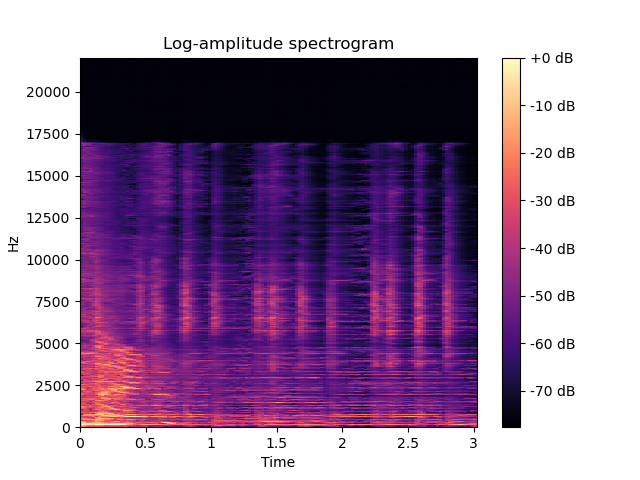 Log-amplitude spectrogram
Hz
20000
17500
15000
12500
10000
7500
5000
2500
0
0 0.5 1 1.5 2 2.5 3
Time
+0 dB
-10 dB
-20 dB
-30 dB
-40 dB
-50 dB
-60 dB
-70 dB